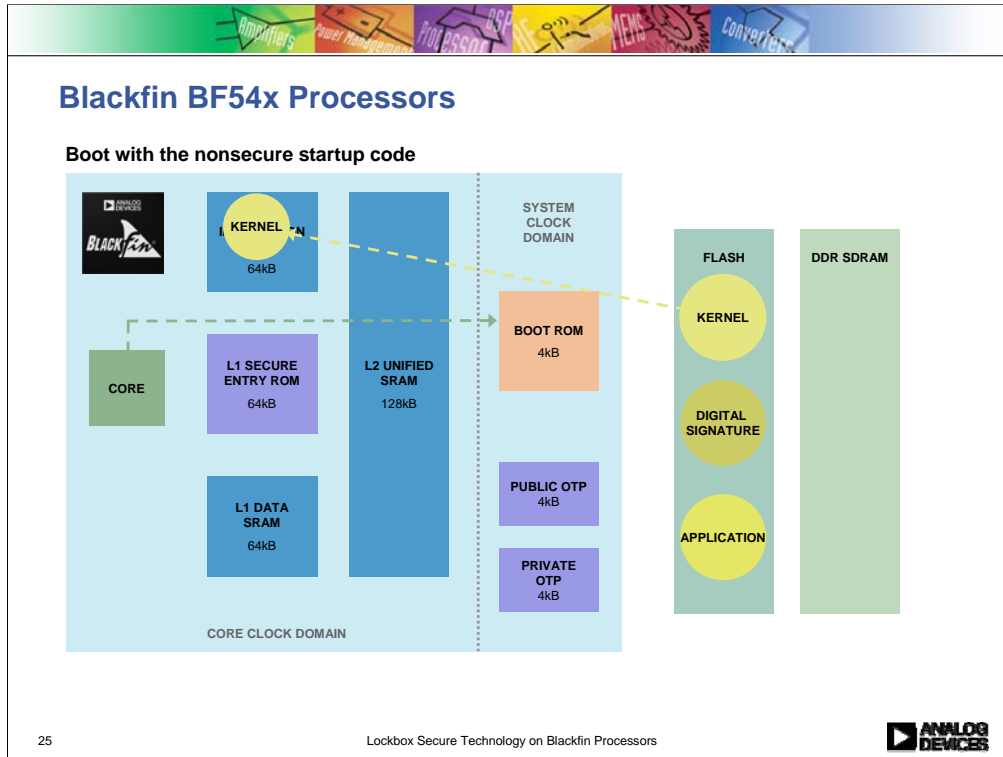 Amplifiers
Power Management
Processor
DSP
RF
MEMS
Converters
Blackfin BF54x Processors
Boot with the nonsecure startup code
ANALOG
DEVICES
BLACKfin
KERNEL
64kB
SYSTEM
CLOCK
DOMAIN
FLASH
DDR SDRAM
KERNEL
BOOT ROM
4kB
CORE
L1 SECURE
ENTRY ROM
64kB
L2 UNIFIED
SRAM
128kB
DIGITAL
SIGNATURE
PUBLIC OTP
4kB
L1 DATA
SRAM
64kB
APPLICATION
PRIVATE
OTP
4kB
CORE CLOCK DOMAIN
25
Lockbox Secure Technology on Blackfin Processors
ANALOG
DEVICES